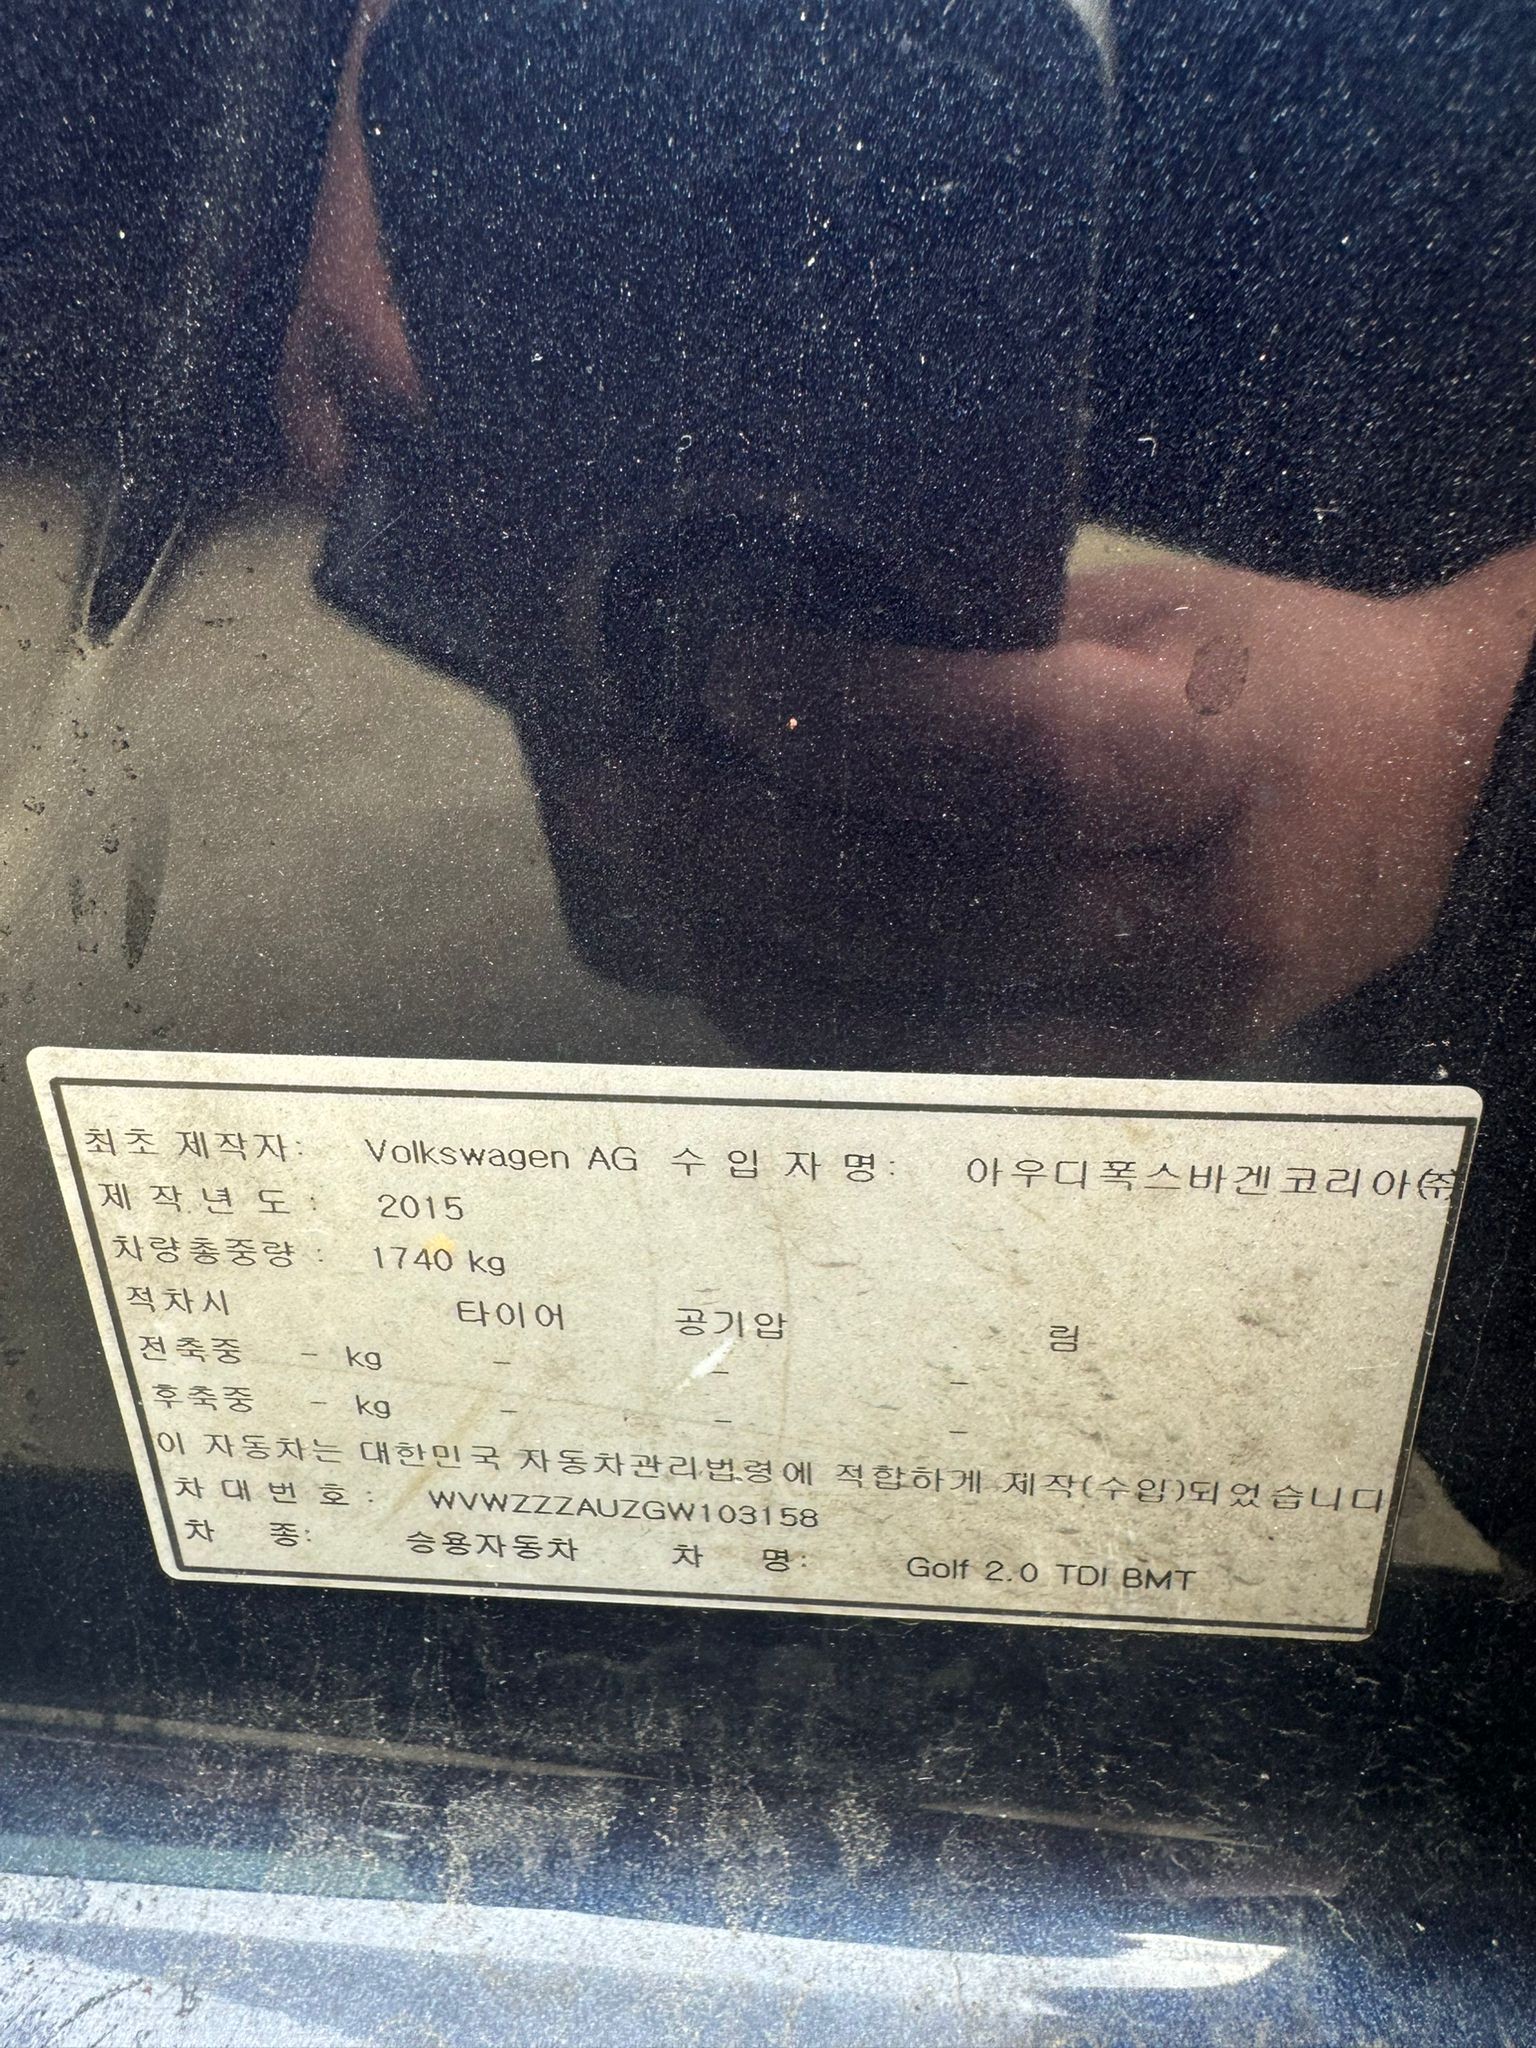 최초 제작자: Volkswagen AG 수 입 자 명: 아우디폭스바겐코리아㈜
제 작 년 도 : 2015
차량총중량 : 1740 kg
적차시 타이어 공기압 림
전축중 - kg - - -
후축중 - kg - - -
이 자동차는 대한민국 자동차관리법령에 적합하게 제작(수입)되었습니다
차 대 번 호 : WVWZZZAUZGW103158
차 종: 승용자동차 차 명: Golf 2.0 TDI BMT